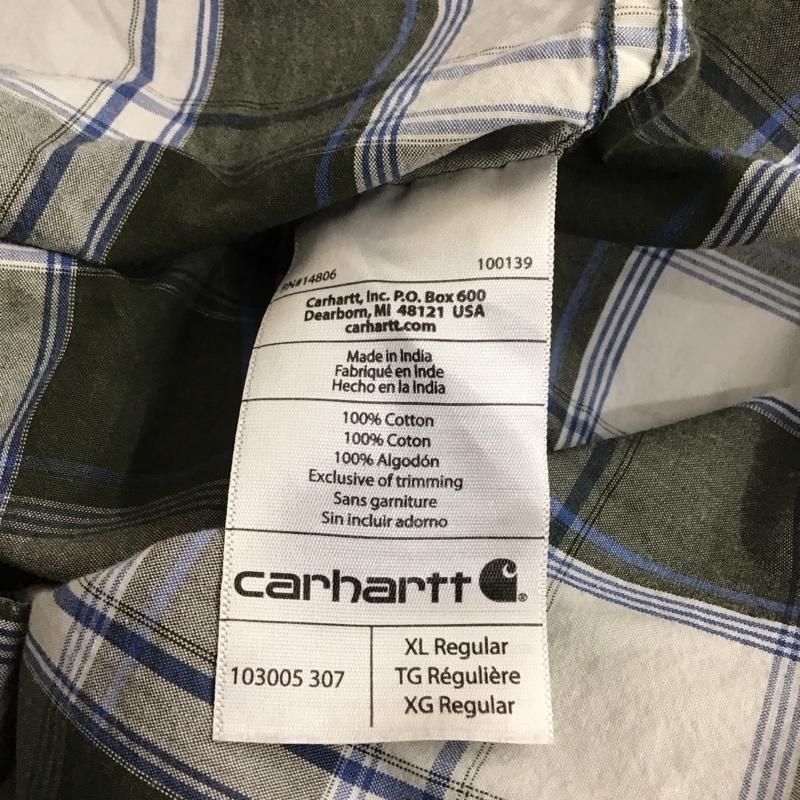 RN#14806 100139
Carhartt, Inc. P.O. Box 600
Dearborn, MI 48121 USA
carhartt.com
Made in India
Fabriqué en Inde
Hecho en la India
100% Cotton
100% Coton
100% Algodón
Exclusive of trimming
Sans garniture
Sin incluir adorno
carhartt ®
103005 307
XL Regular
TG Régulière
XG Regular